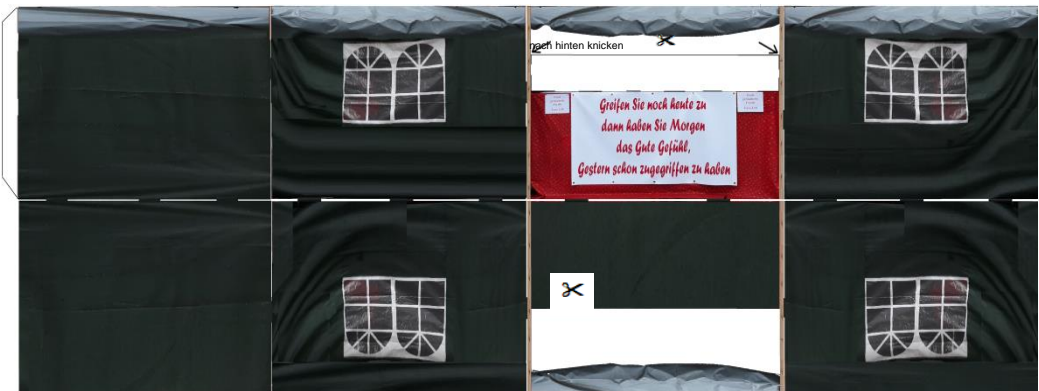 nach hinten knicken
Greifen Sie noch heute zu
dann haben Sie Morgen
das Gute Gefühl,
Gestern schon zugegriffen zu haben